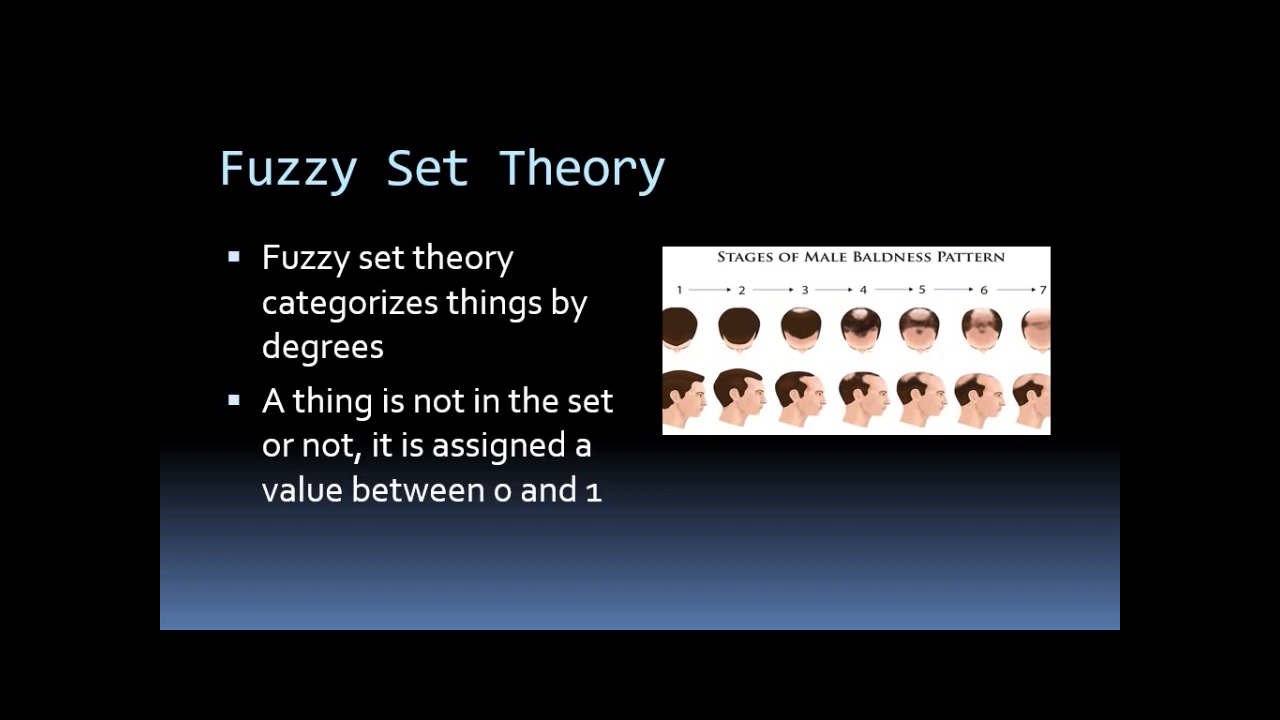 Fuzzy Set Theory
▪ Fuzzy set theory
categorizes things by
degrees
▪ A thing is not in the set
or not, it is assigned a
value between 0 and 1
STAGES OF MALE BALDNESS PATTERN
1 2 3 4 5 6 7